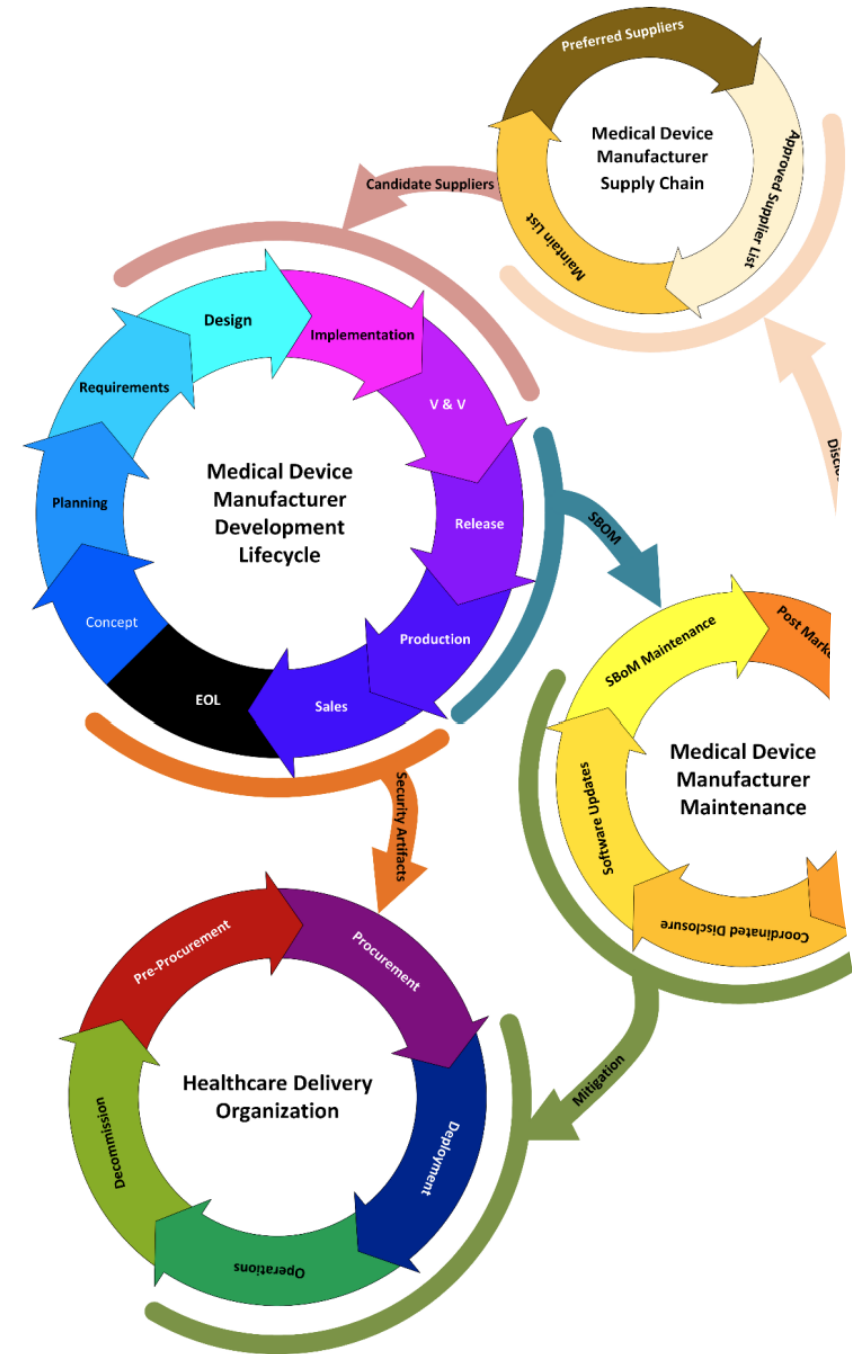 Preferred Suppliers
Medical Device
Manufacturer
Supply Chain
Approved Supplier List
Maintain List
Candidate Suppliers
Design
Implementation
Requirements
V & V
Planning
Medical Device
Manufacturer
Development
Lifecycle
Release
Concept
Production
EOL
Sales
SBOM
SBoM Maintenance
Post
Medical Device
Manufacturer
Maintenance
Software Updates
Coordinated Disclosure
Security Artifacts
Pre-Procurement
Procurement
Healthcare Delivery
Organization
Decommission
Deployment
Operations
Mitigation